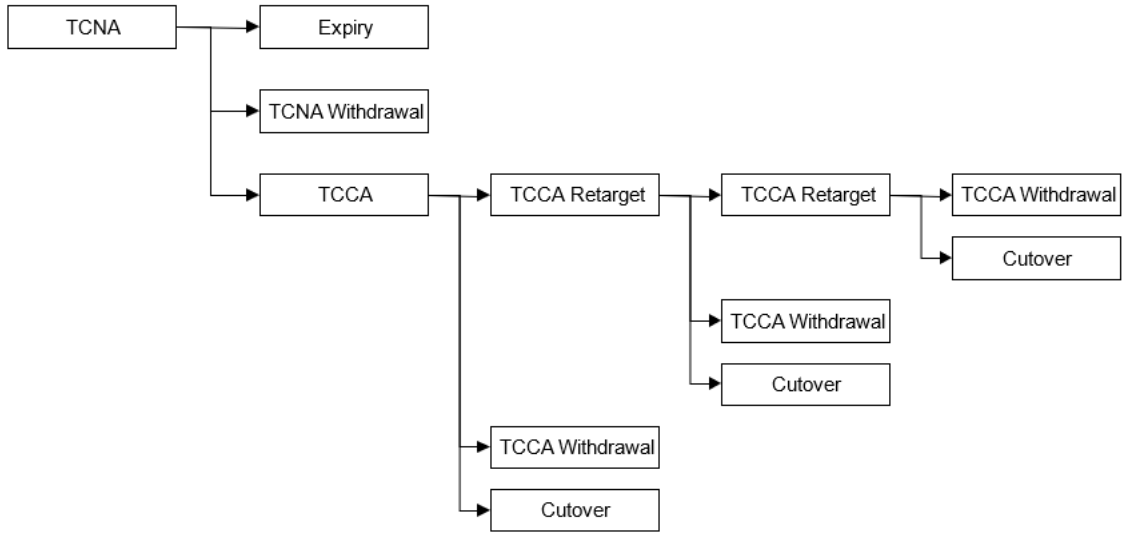 TCNA
Expiry
TCNA Withdrawal
TCCA
TCCA Retarget
TCCA Retarget
TCCA Withdrawal
Cutover
TCCA Withdrawal
Cutover
TCCA Withdrawal
Cutover